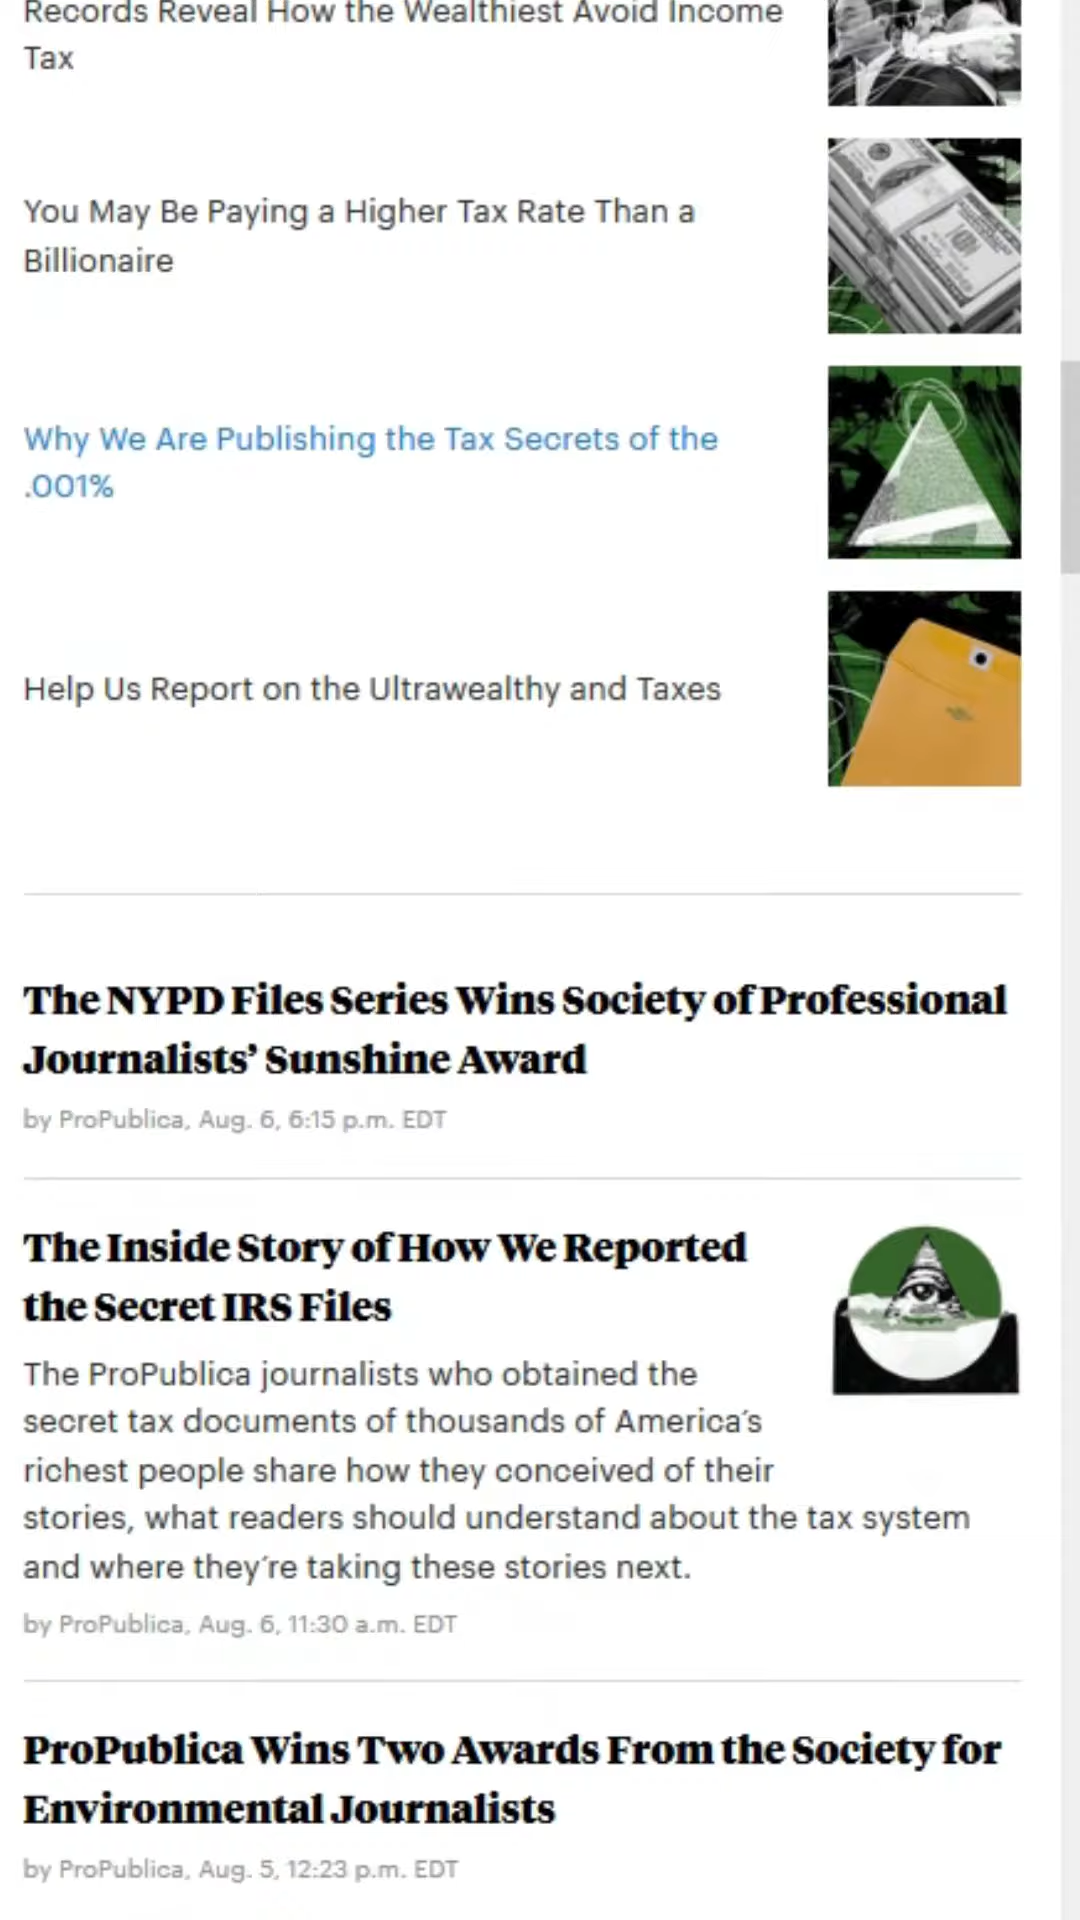 Records Reveal How the Wealthiest Avoid Income
Tax
You May Be Paying a Higher Tax Rate Than a
Billionaire
Why We Are Publishing the Tax Secrets of the
.001%
Help Us Report on the Ultrawealthy and Taxes
The NYPD Files Series Wins Society of Professional
Journalists’ Sunshine Award
by ProPublica, Aug. 6, 6:15 p.m. EDT
The Inside Story of How We Reported
the Secret IRS Files
The ProPublica journalists who obtained the
secret tax documents of thousands of America’s
richest people share how they conceived of their
stories, what readers should understand about the tax system
and where they’re taking these stories next.
by ProPublica, Aug. 6, 11:30 a.m. EDT
ProPublica Wins Two Awards From the Society for
Environmental Journalists
by ProPublica, Aug. 5, 12:23 p.m. EDT